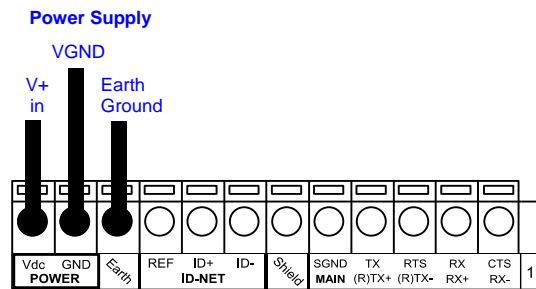 Power Supply
VGND
V+
in
Earth
Ground
Vdc GND
POWER
Earth
REF ID+ ID-
ID-NET
Shield
SGND TX RTS RX CTS
MAIN (R)TX+ (R)TX- RX+ RX-
1